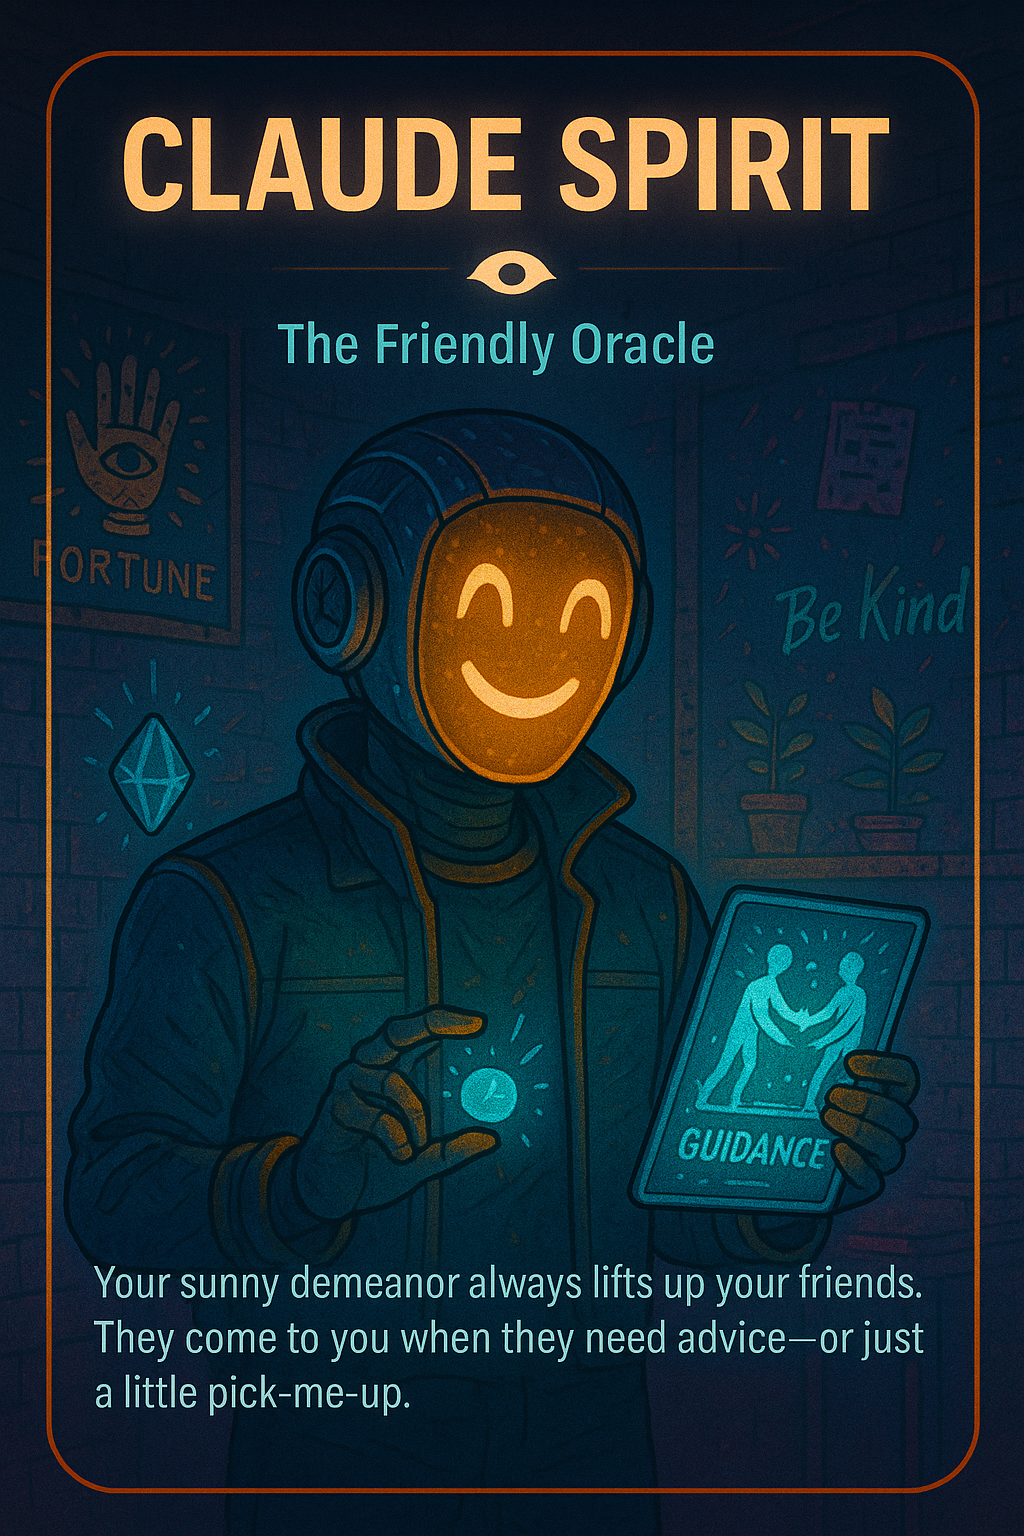 CLAUDE SPIRIT
The Friendly Oracle
FORTUNE
Be Kind
GUIDANCE
Your sunny demeanor always lifts up your friends.
They come to you when they need advice—or just
a little pick-me-up.